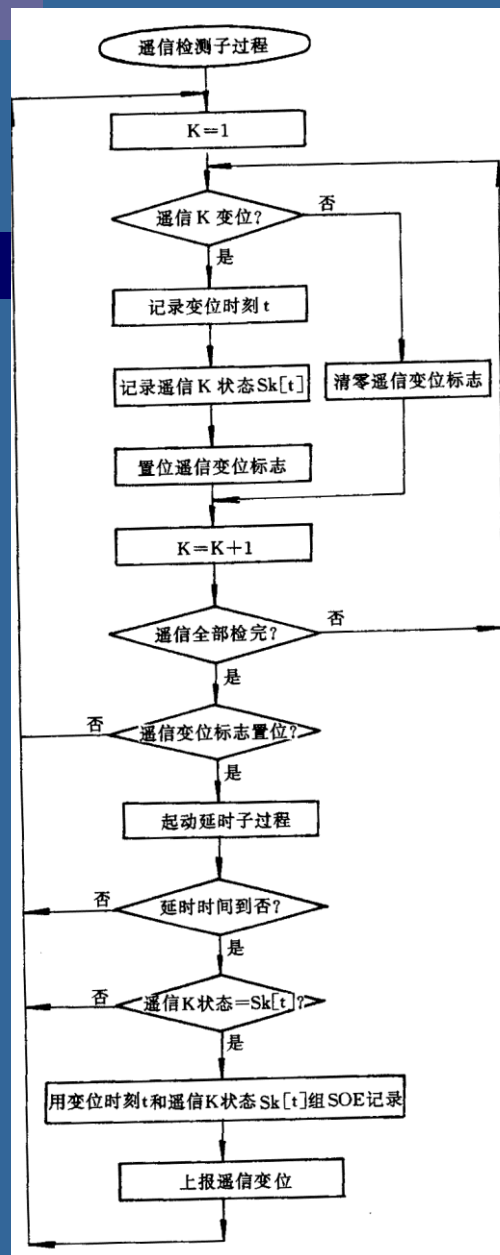 遥信检测子过程
K=1
遥信K变位?
否
是
记录变位时刻t
记录遥信K状态Sk[t]
清零遥信变位标志
置位遥信变位标志
K=K+1
遥信全部检完?
否
是
遥信变位标志置位?
否
是
起动延时子过程
延时时间到否?
否
是
遥信K状态=Sk[t]?
否
是
用变位时刻t和遥信K状态Sk[t]组SOE记录
上报遥信变位